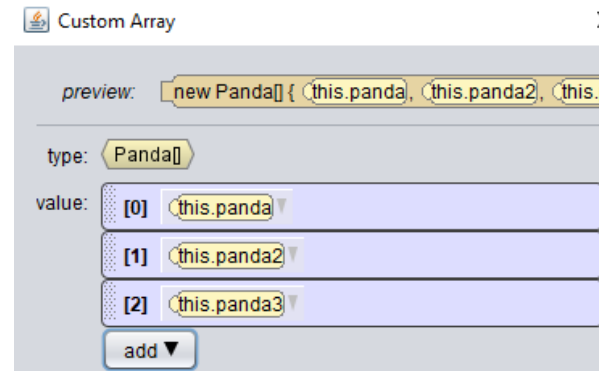 Custom Array
preview: new Panda[] { this.panda, this.panda2, this.
type: Panda[]
value: [0] this.panda
[1] this.panda2
[2] this.panda3
add